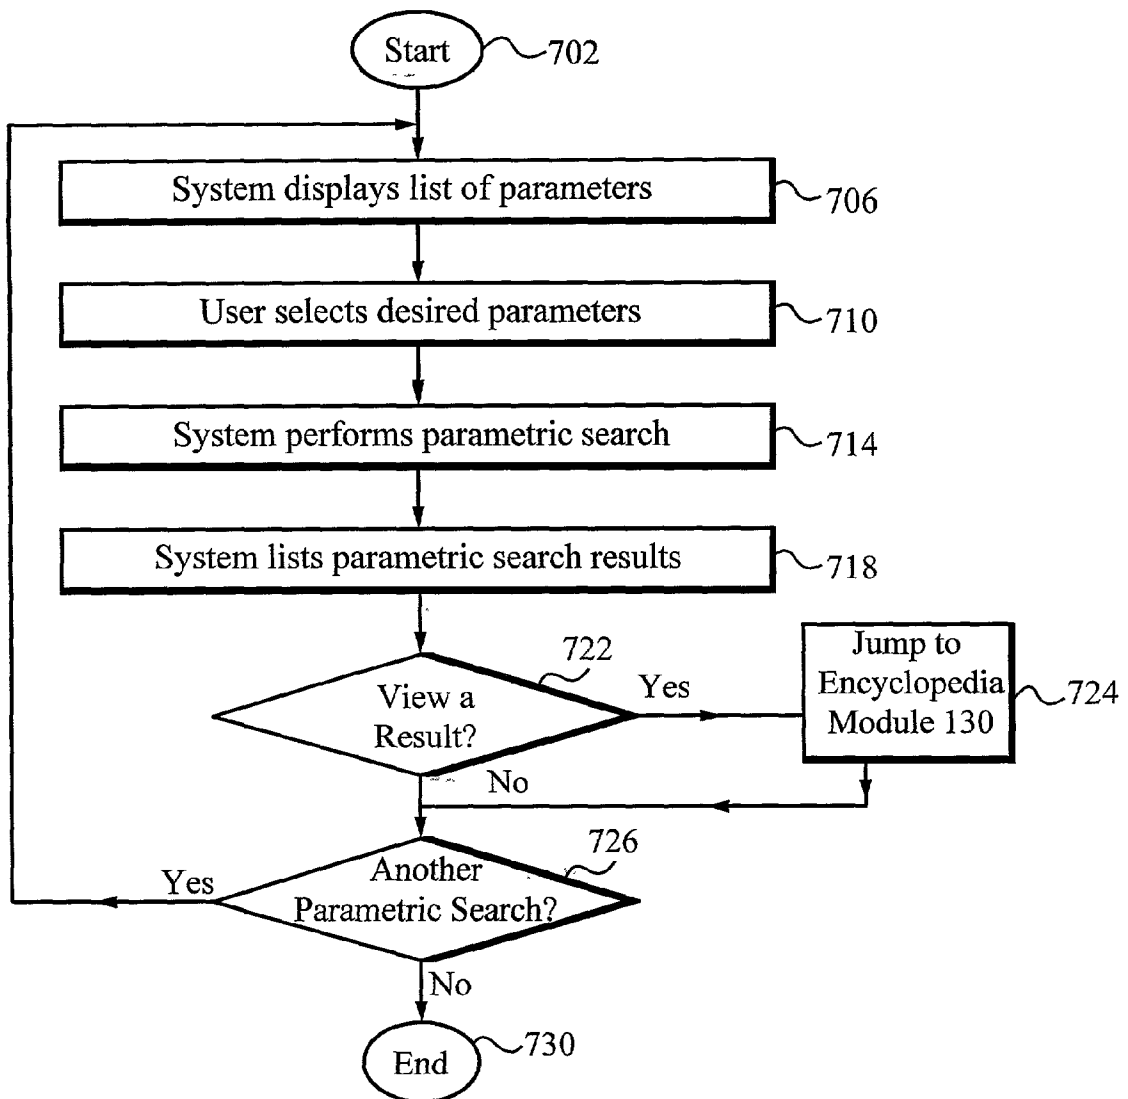 Start
702
System displays list of parameters
706
User selects desired parameters
710
System performs parametric search
714
System lists parametric search results
718
722
View a
Result?
Yes
Jump to
Encyclopedia
Module 130
724
No
726
Another
Parametric Search?
Yes
No
End
730